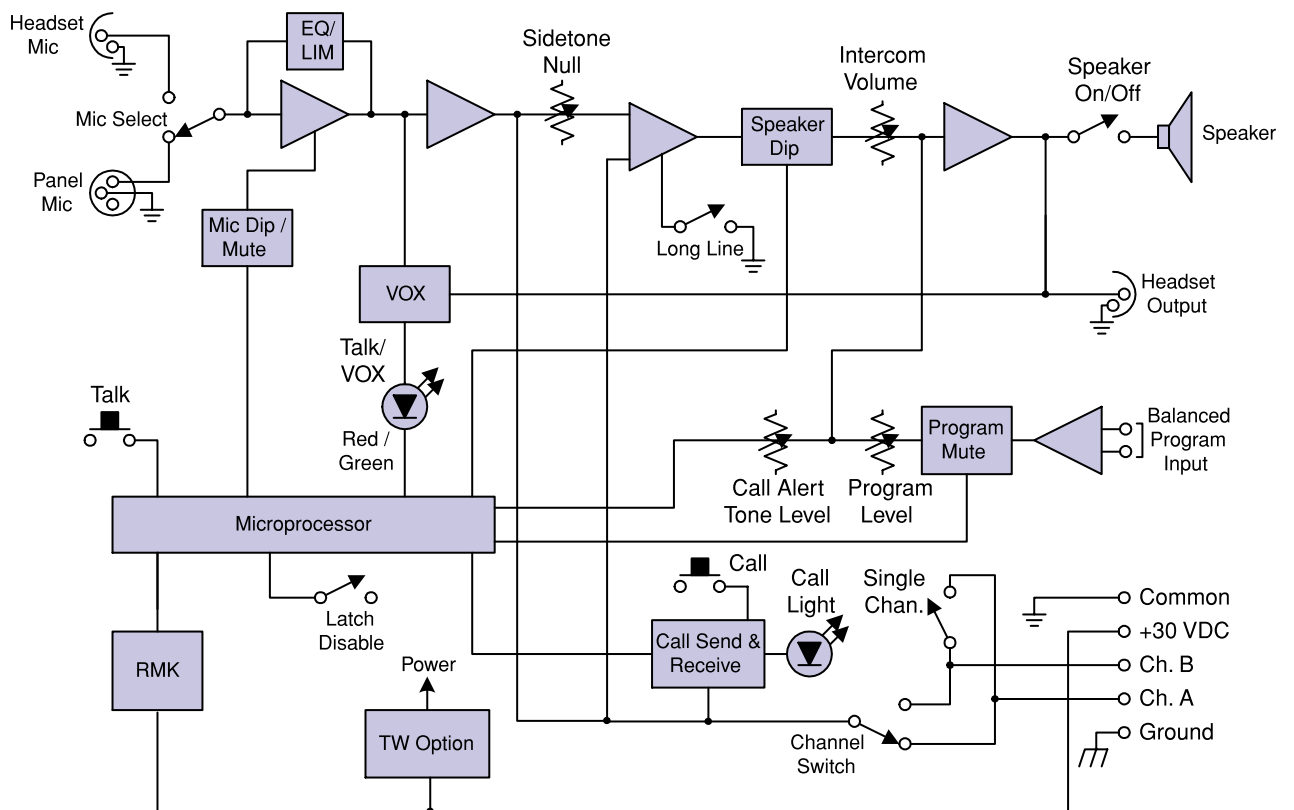 Headset
Mic
EQ/
LIM
Sidetone
Null
Intercom
Volume
Speaker
On/Off
Mic Select
Speaker
Dip
Speaker
Panel
Mic
Mic Dip /
Mute
Long Line
VOX
Headset
Output
Talk/
VOX
Talk
Red /
Green
Program
Mute
Balanced
Program
Input
Call Alert
Tone Level
Program
Level
Microprocessor
Call
Call
Light
Single
Chan.
Latch
Disable
Common
+30 VDC
Ch. B
Ch. A
Ground
RMK
Power
Call Send &
Receive
TW Option
Channel
Switch